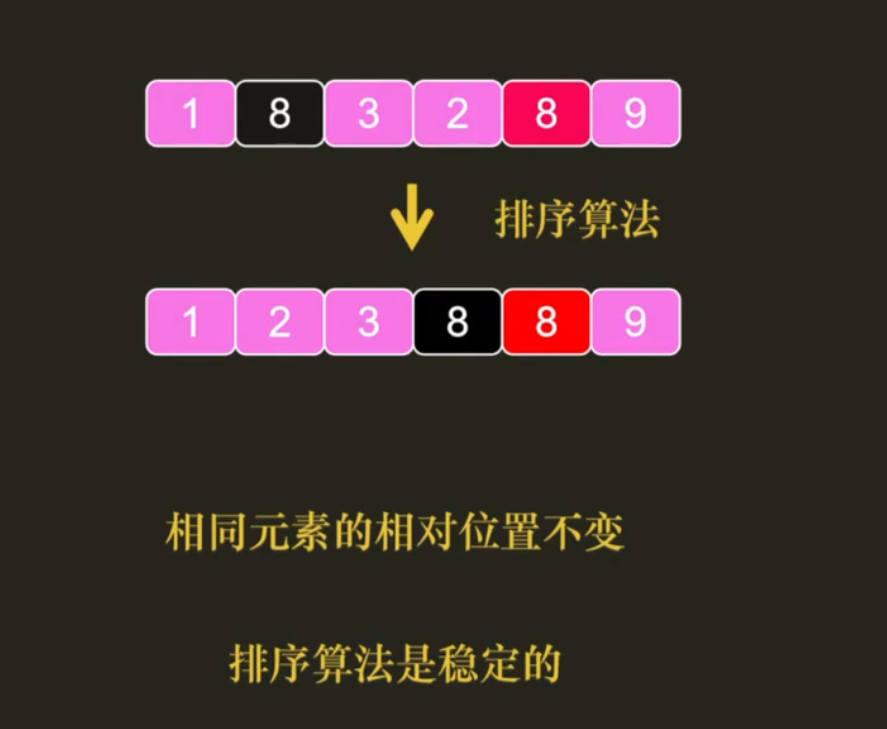 1 8 3 2 8 9
排序算法
1 2 3 8 8 9
相同元素的相对位置不变
排序算法是稳定的